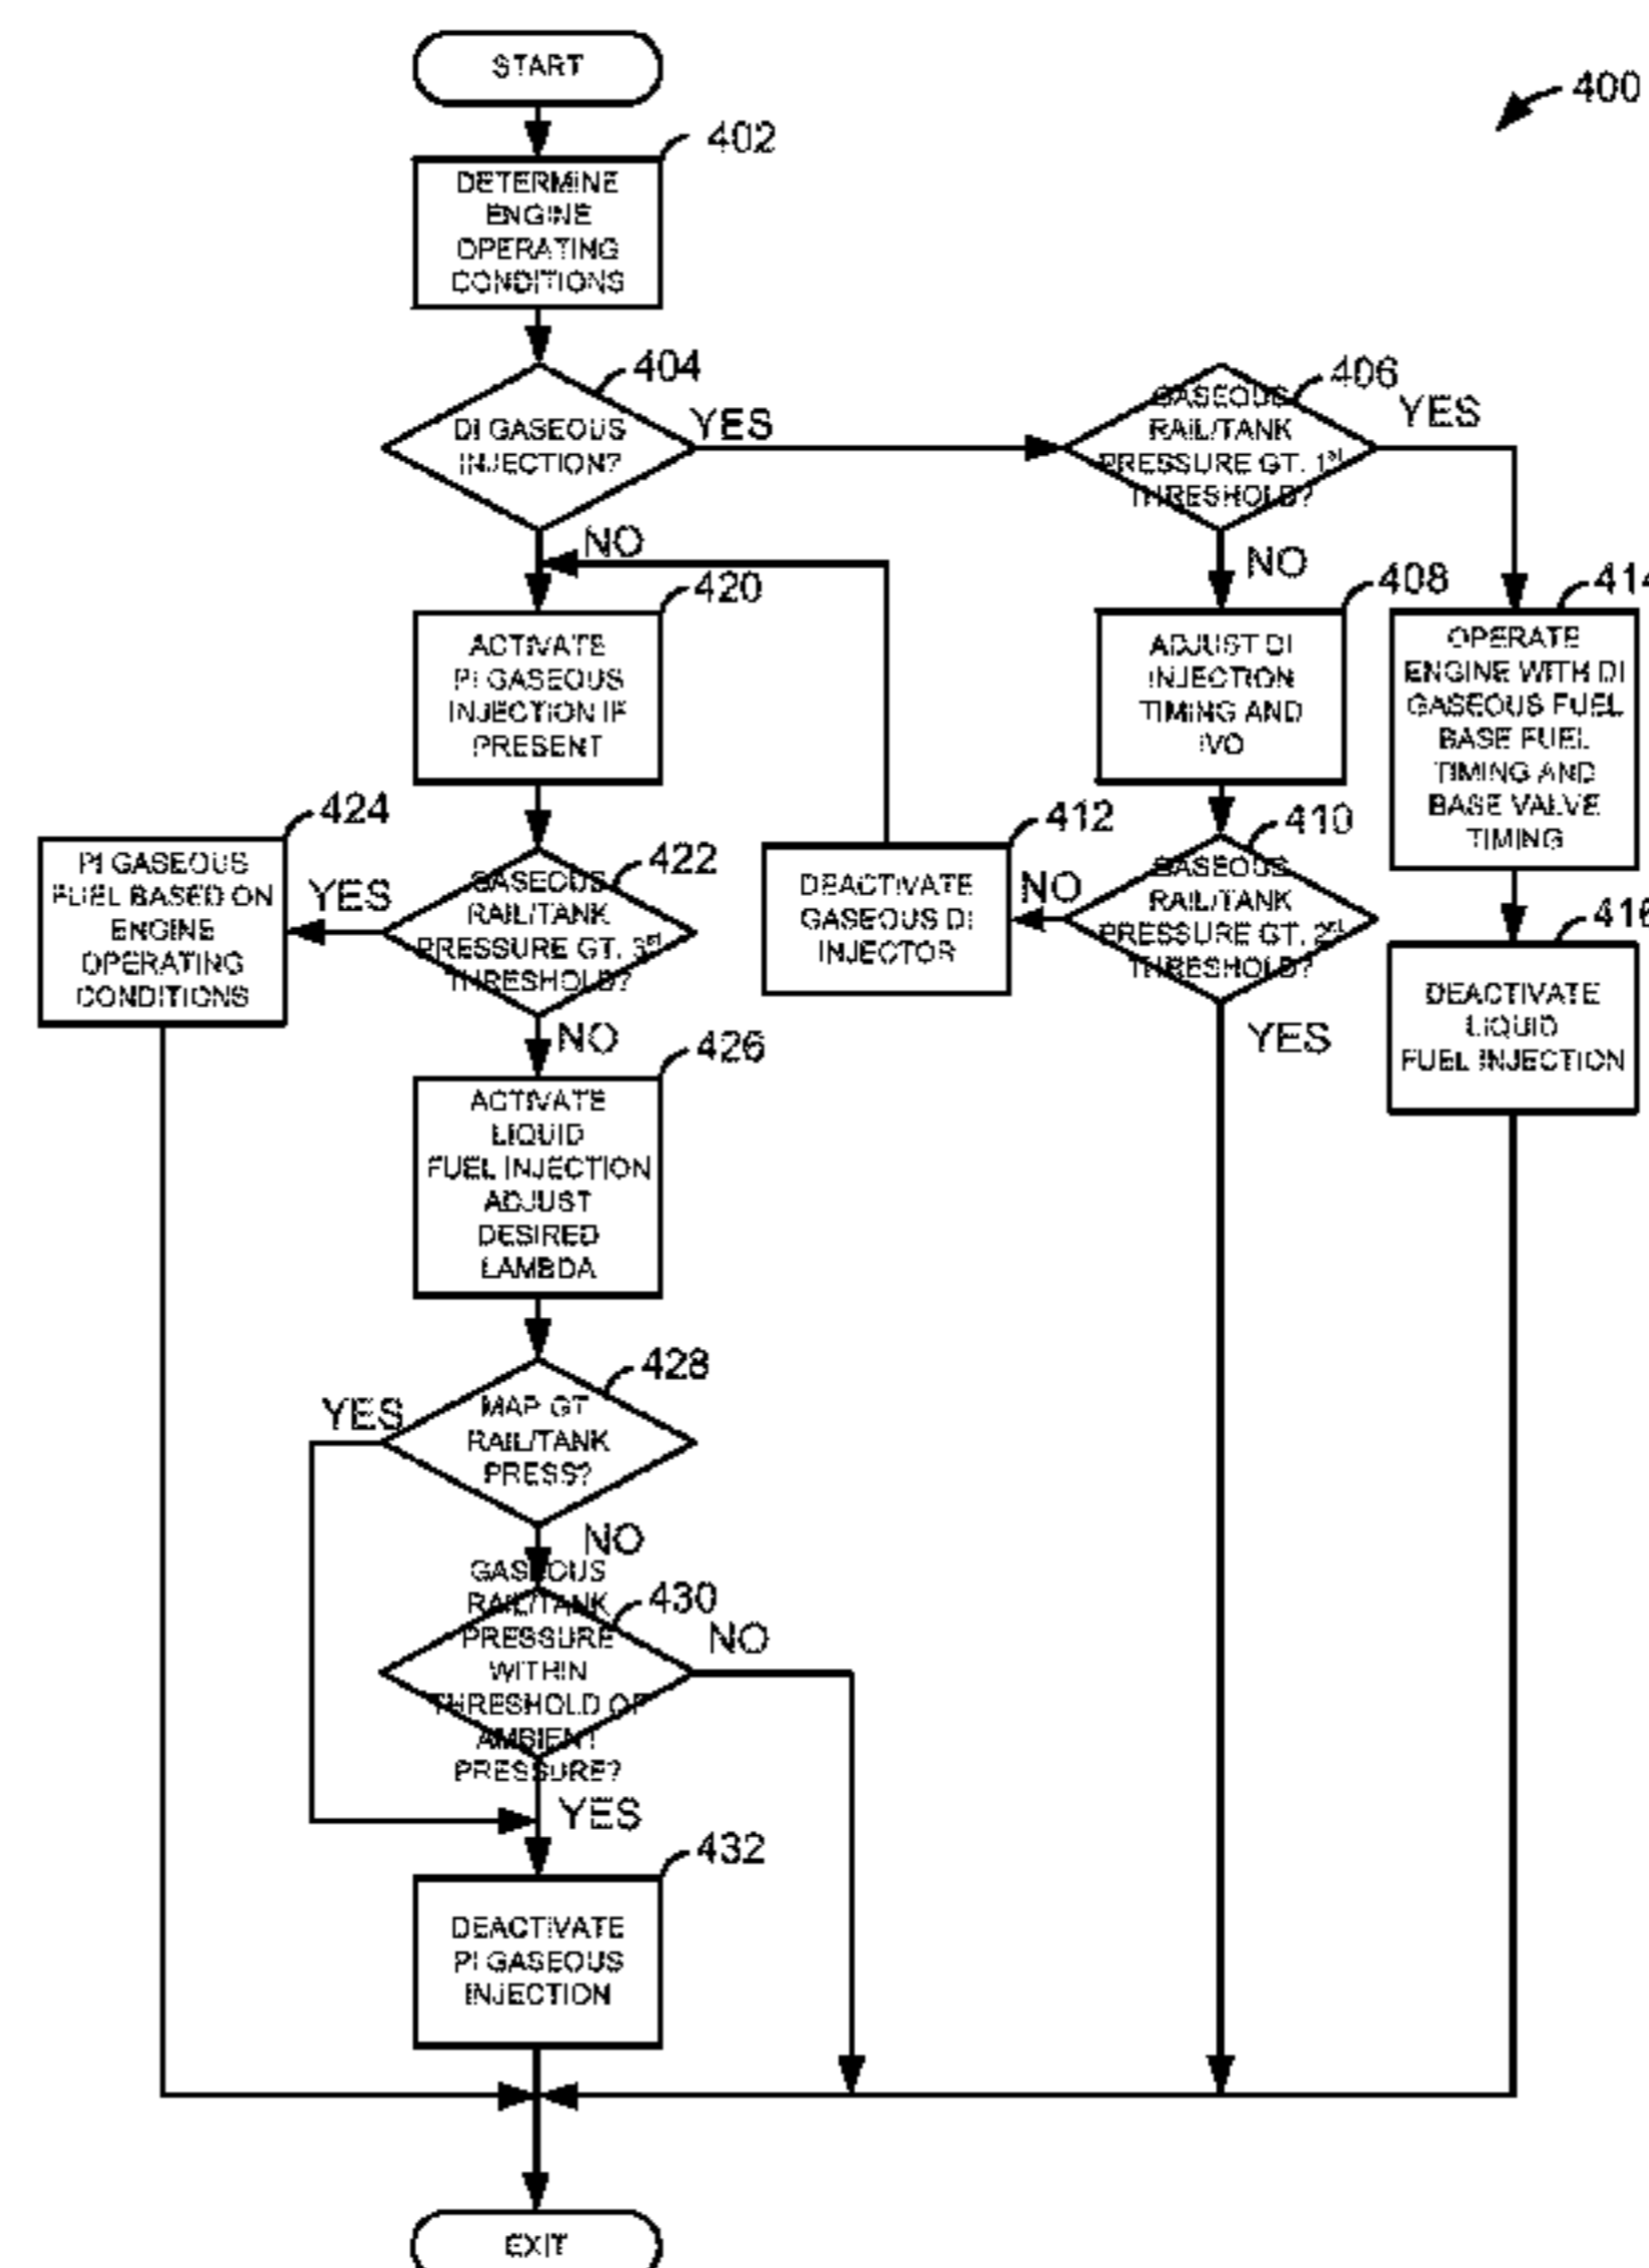 START
400
402
DETERMINE
ENGINE
OPERATING
CONDITIONS
404
DI GASEOUS
INJECTION?
YES
NO
406
GASEOUS
RAIL/TANK
PRESSURE GT. 1st
THRESHOLD?
YES
NO
420
ACTIVATE
PI GASEOUS
INJECTION IF
PRESENT
408
ADJUST DI
INJECTION
TIMING AND
IVO
414
OPERATE
ENGINE WITH DI
GASEOUS FUEL
BASE FUEL
TIMING AND
BASE VALVE
TIMING
424
PI GASEOUS
FUEL BASED ON
ENGINE
OPERATING
CONDITIONS
YES
422
GASEOUS
RAIL/TANK
PRESSURE GT. 3rd
THRESHOLD?
NO
412
DEACTIVATE
GASEOUS DI
INJECTOR
NO
410
GASEOUS
RAIL/TANK
PRESSURE GT. 2nd
THRESHOLD?
YES
416
DEACTIVATE
LIQUID
FUEL INJECTION
426
ACTIVATE
LIQUID
FUEL INJECTION
ADJUST
DESIRED
LAMBDA
428
MAP GT
RAIL/TANK
PRESS?
YES
NO
430
GASEOUS
RAIL/TANK
PRESSURE
WITHIN
THRESHOLD OF
AMBIENT
PRESSURE?
NO
YES
432
DEACTIVATE
PI GASEOUS
INJECTION
EXIT